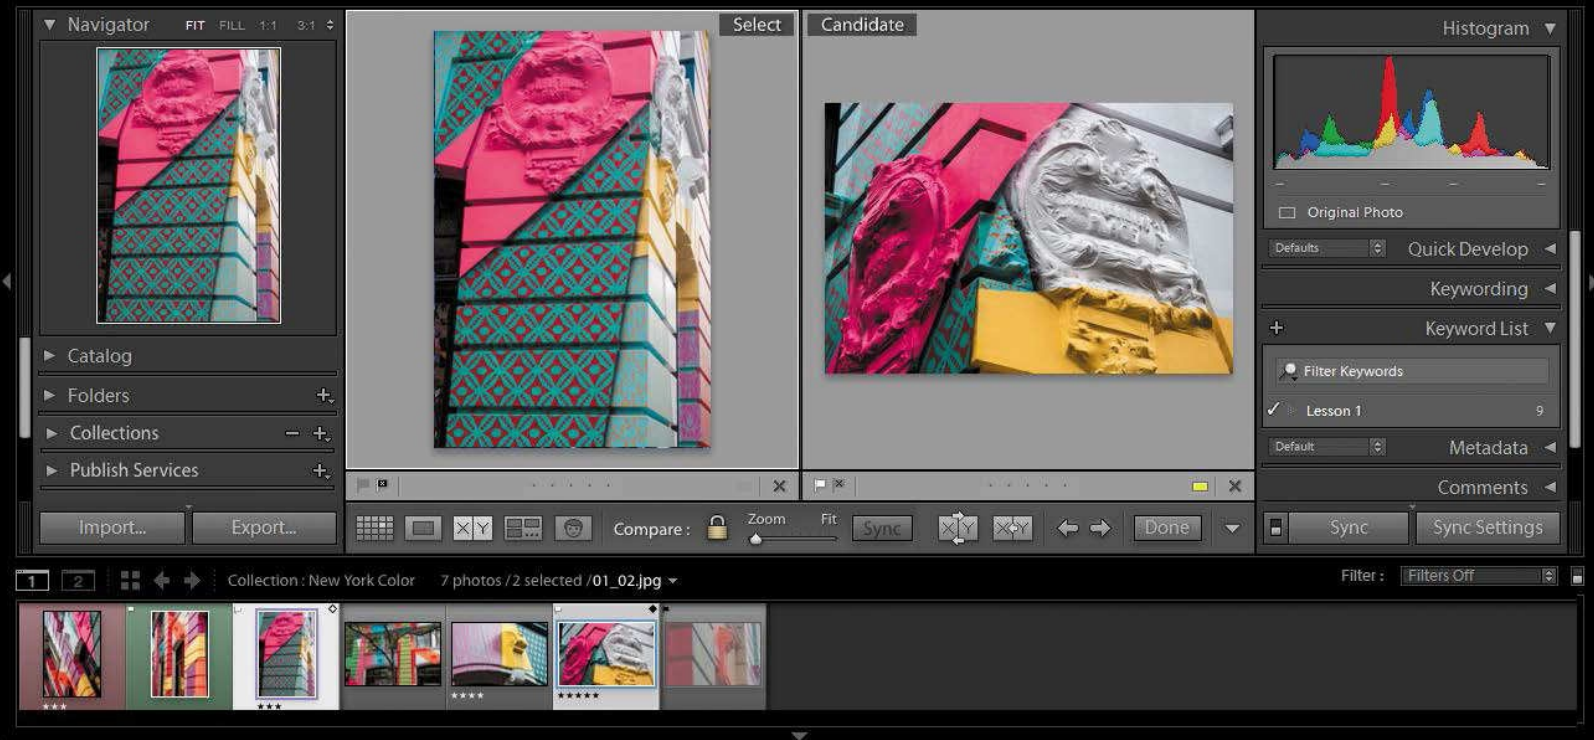 Navigator FIT FILL 1:1 3:1
Select
Candidate
Histogram
Original Photo
Defaults Quick Develop
Keywording
Keyword List
Filter Keywords
Lesson 1 9
Default Metadata
Comments
Catalog
Folders
Collections
Publish Services
Import... Export...
Compare : Zoom Fit Sync X Y X Y Done
Sync Sync Settings
1 2 Collection : New York Color 7 photos / 2 selected / 01_02.jpg
Filter : Filters Off